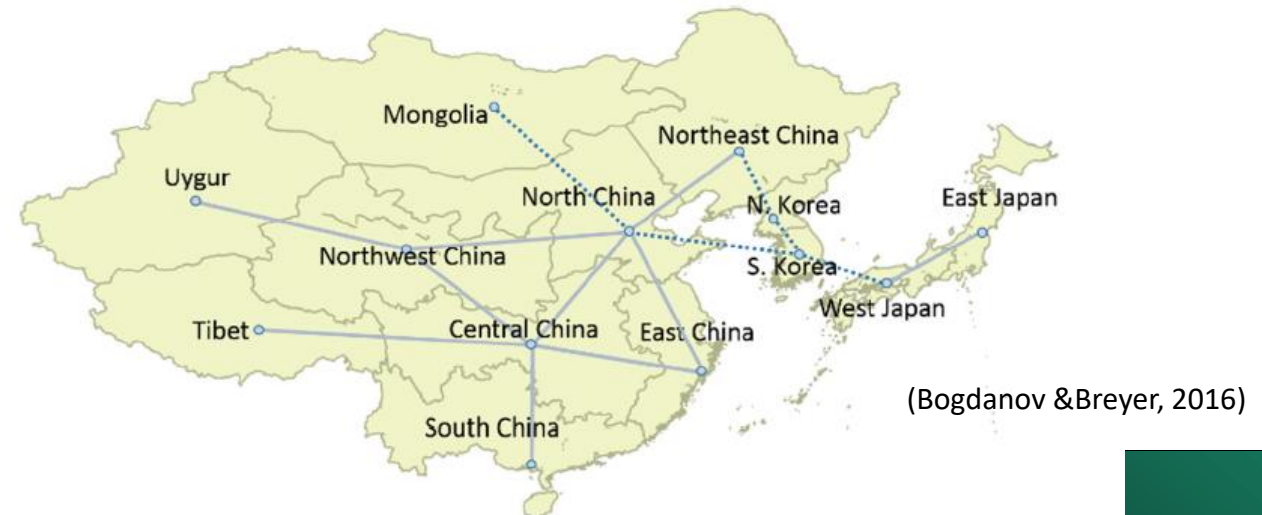 Mongolia
Northeast China
Uygur
North China
N. Korea
East Japan
Northwest China
S. Korea
West Japan
Tibet
Central China
East China
(Bogdanov &Breyer, 2016)
South China